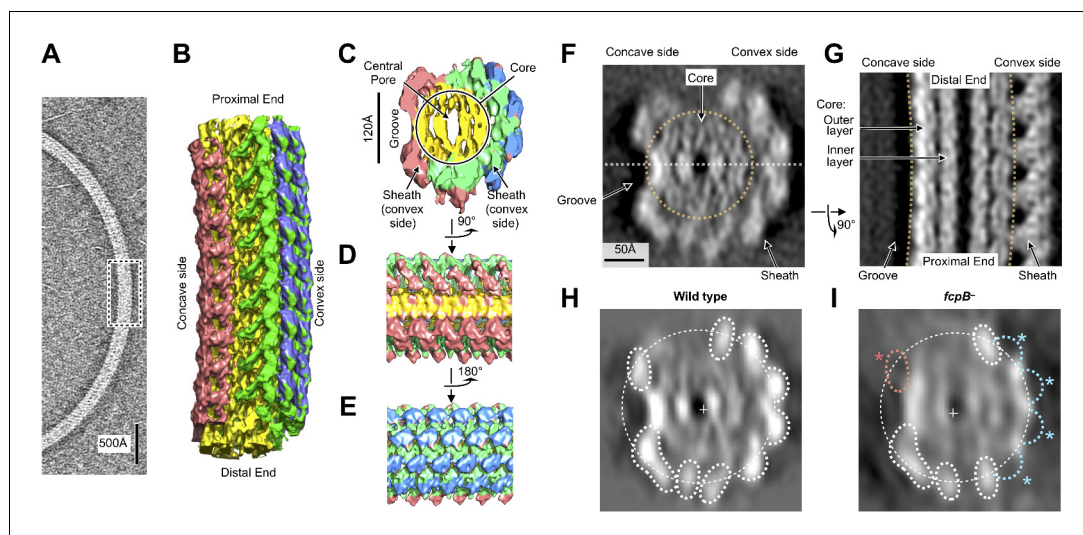 A
B
C
F
G
Concave side
Convex side
Concave side
Convex side
Central
Pore
Core
Core
Distal End
Proximal End
Core:
Outer
layer
Inner
layer
120Å
Groove
Sheath
(convex
side)
Sheath
(convex
side)
Groove
50Å
Sheath
90°
Proximal End
Groove
Sheath
90°
D
Concave side
Convex side
H
Wild type
I
fcpB–
*
*
*
*
*
180°
E
500Å
Distal End